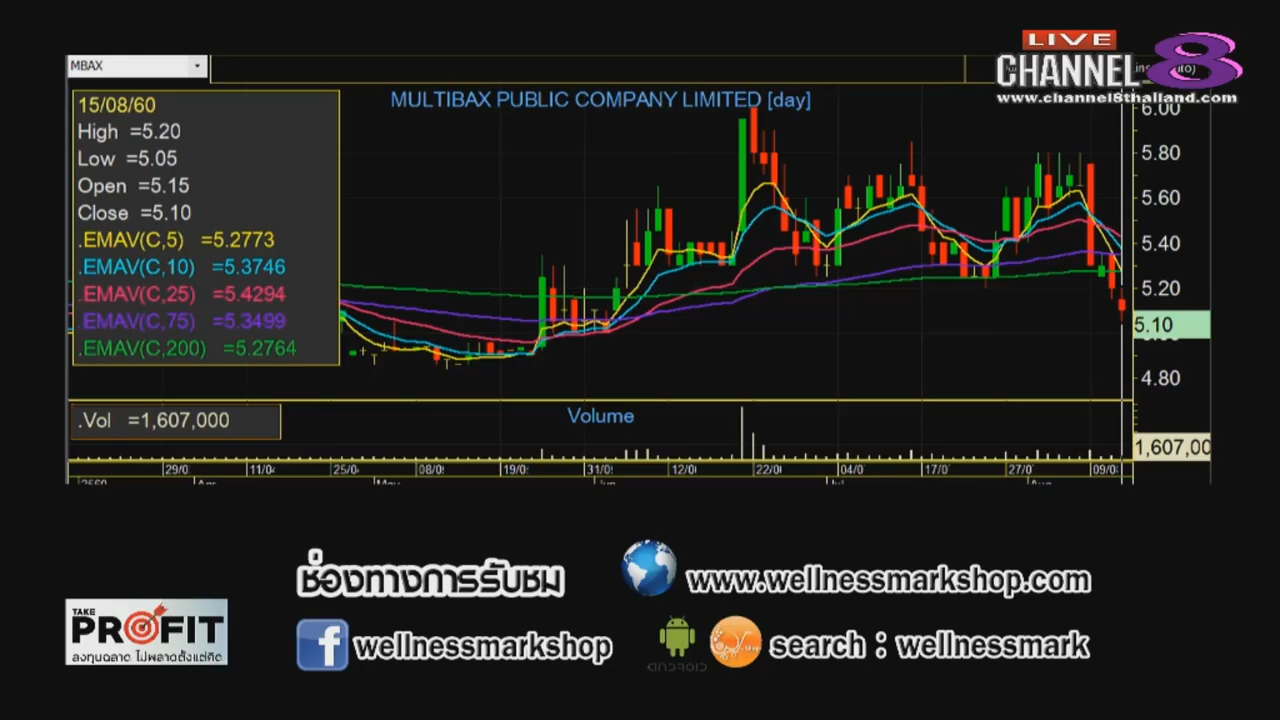 LIVE
CHANNEL 8
www.channel8thailand.com
MBAX
MULTIBAX PUBLIC COMPANY LIMITED [day]
15/08/60
High =5.20
Low =5.05
Open =5.15
Close =5.10
.EMAV(C,5) =5.2773
.EMAV(C,10) =5.3746
.EMAV(C,25) =5.4294
.EMAV(C,75) =5.3499
.EMAV(C,200) =5.2764
6.00
5.80
5.60
5.40
5.20
5.10
4.80
.Vol =1,607,000
Volume
1,607,00
29/0 11/0 25/0 08/0 19/0 31/0 12/0 22/0 04/0 17/0 27/0 09/0
ช่องทางการรับชม
www.wellnessmarkshop.com
TAKE
PROFIT
ลงทุนฉลาด ไม่พลาดตั้งแต่คิด
f wellnessmarkshop
ANDROID
search : wellnessmark